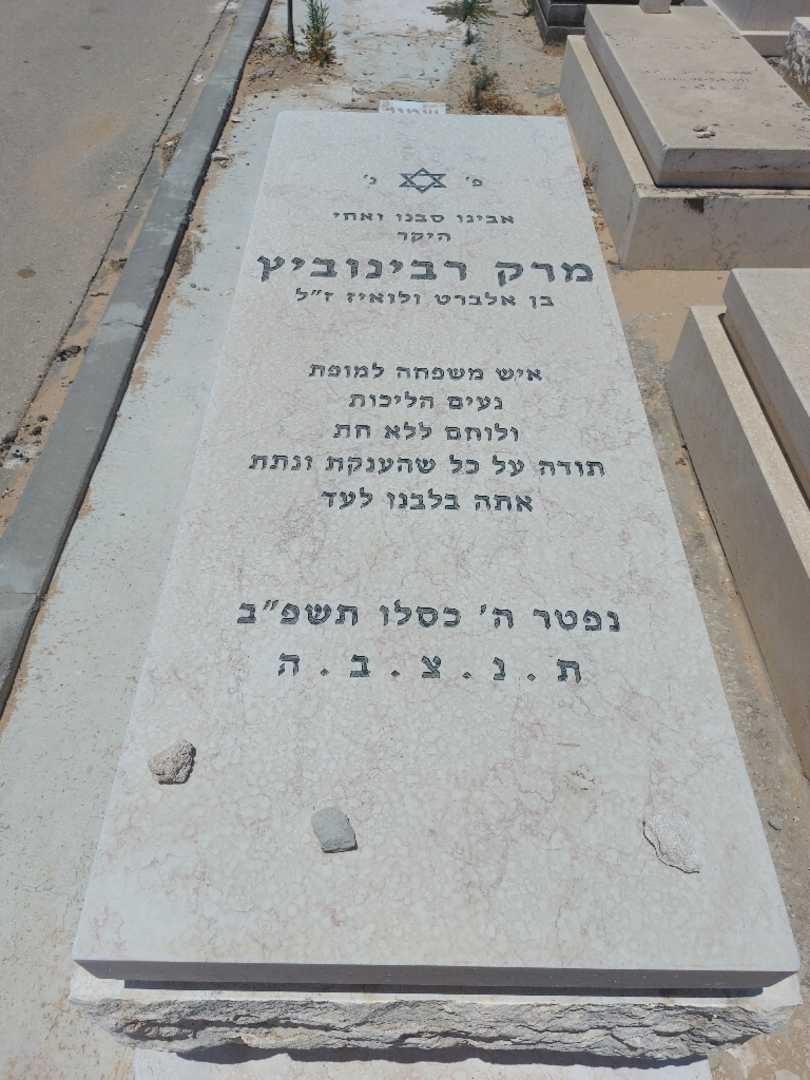 פ' נ'
אבינו סבנו ואחי
היקר
מרק רבינוביץ
בן אלברט ולואיז ז"ל
איש משפחה למופת
נעים הליכות
ולוחם ללא חת
תודה על כל שהענקת ונתת
אתה בלבנו לעד
נפטר ה' כסלו תשפ"ב
ת . נ . צ . ב . ה